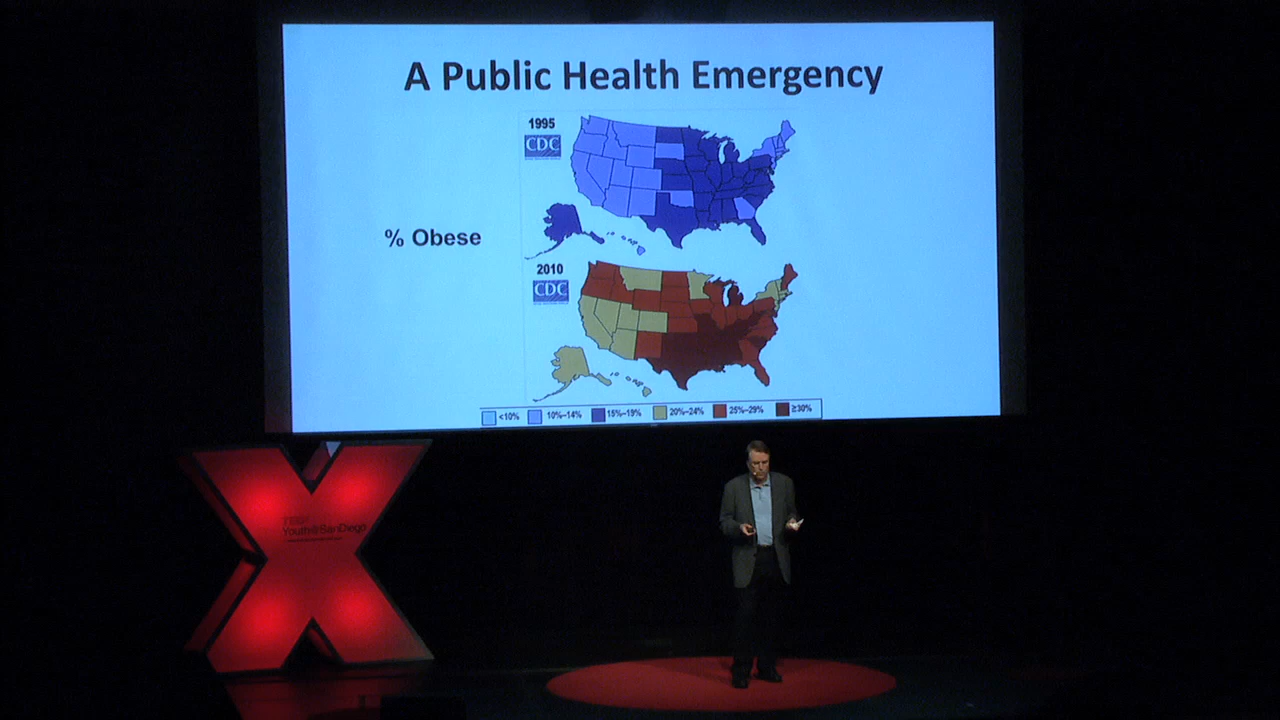 A Public Health Emergency
1995
CDC
% Obese
2010
CDC
<10%
10%–14%
15%–19%
20%–24%
25%–29%
≥30%
Youth@SanDiego